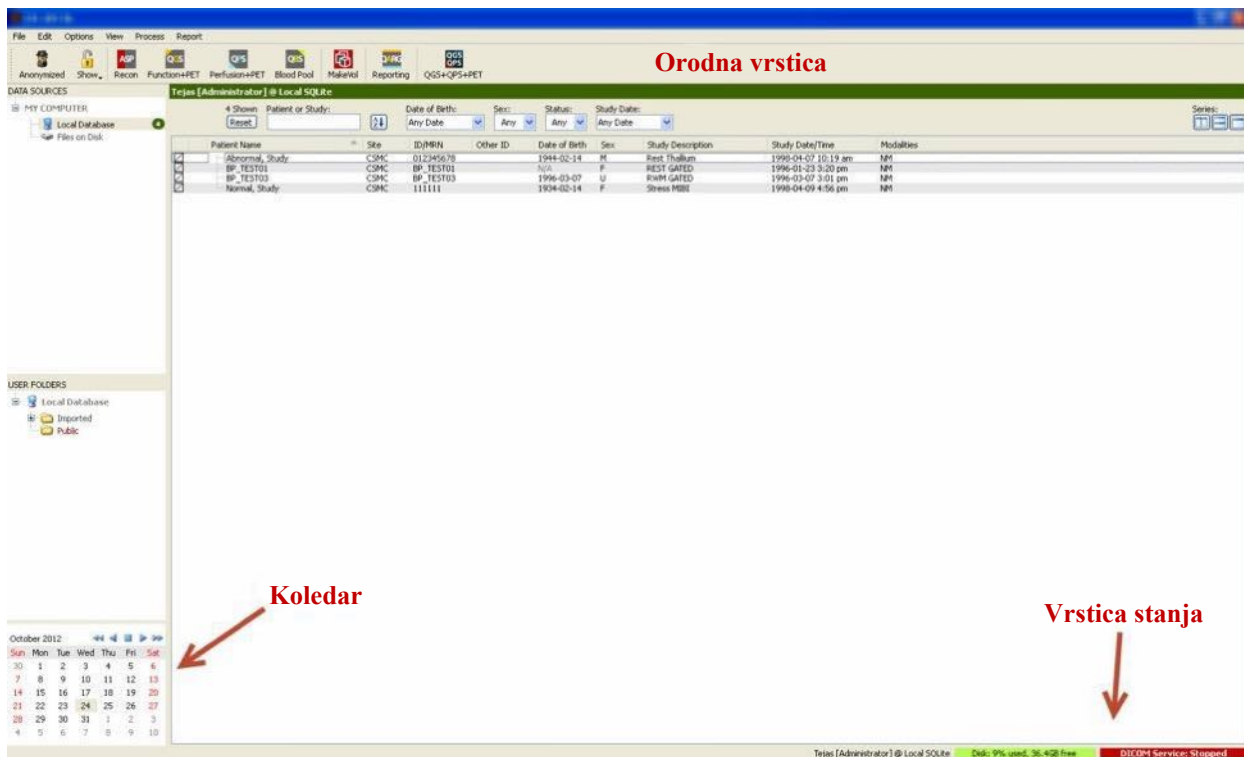 File Edit Options View Process Report
Anonymized Show Recon Function+PET Perfusion+PET Blood Pool MakeVol Reporting QGS+QPS+PET
Orodna vrstica
DATA SOURCES
MY COMPUTER
Local Database
Files on Disk
Tejas [Administrator] @ Local SQLite
4 Shown Patient or Study: Date of Birth: Sex: Status: Study Date: Series:
Reset Any Date Any Any Any Date
Patient Name Site ID/MRN Other ID Date of Birth Sex Study Description Study Date/Time Modalities
Abnormal, Study CSMC 012345678 1944-02-14 M Rest Thallium 1998-04-07 10:19 am NM
BP_TEST01 CSMC BP_TEST01 N/A F REST GATED 1996-01-23 3:20 pm NM
BP_TEST03 CSMC BP_TEST03 1996-03-07 U RWM GATED 1996-03-07 3:01 pm NM
Normal, Study CSMC 111111 1934-02-14 F Stress MIBI 1998-04-09 4:56 pm NM
USER FOLDERS
Local Database
Imported
Public
Koledar
Vrstica stanja
October 2012
Sun Mon Tue Wed Thu Fri Sat
30 1 2 3 4 5 6
7 8 9 10 11 12 13
14 15 16 17 18 19 20
21 22 23 24 25 26 27
28 29 30 31 1 2 3
4 5 6 7 8 9 10
Tejas [Administrator] @ Local SQLite Disk: 9% used, 36.4GB free DICOM Service: Stopped